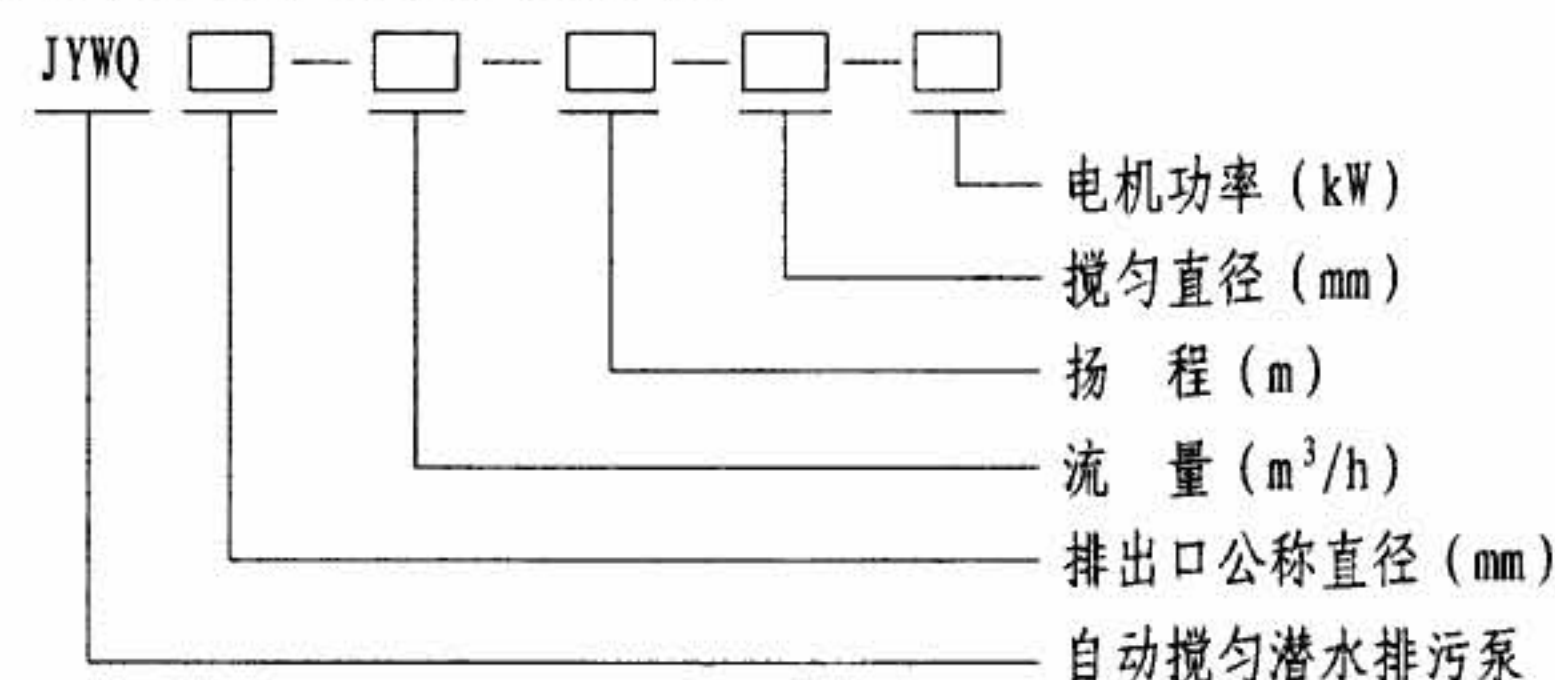 JYWQ □—□—□—□—□
电机功率(kW)
搅匀直径(mm)
扬 程(m)
流 量(m³/h)
排出口公称直径(mm)
自动搅匀潜水排污泵